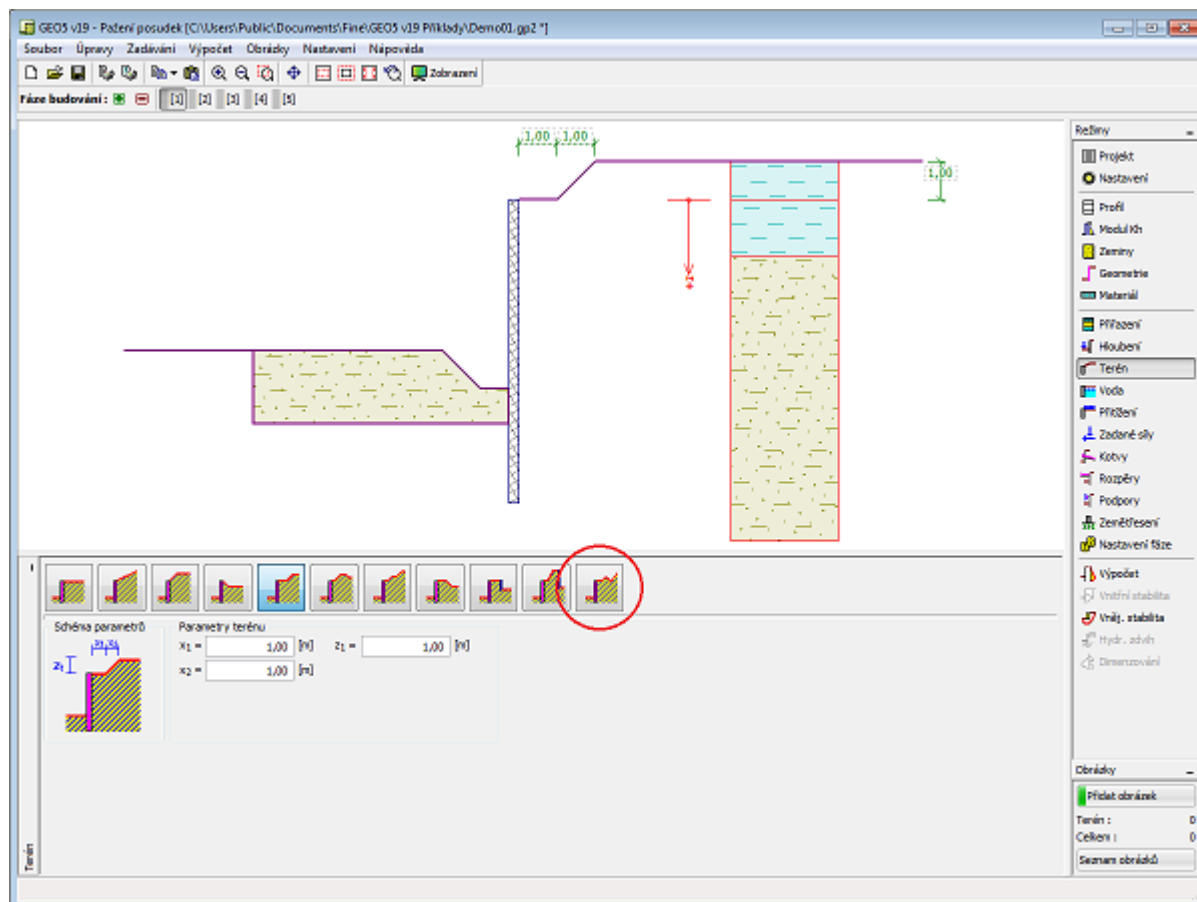 GEO5 v19 - Pažení posudek [C:\Users\Public\Documents\Fine\GEO5 v19 Příklady\Demo01.gp2 *]
Soubor Úpravy Zadávání Výpočet Obrázky Nastavení Nápověda
Zobrazení
Fáze budování : [1] [2] [3] [4] [5]
1,00 1,00
1,00
+z
Režimy
Projekt
Nastavení
Profil
Modul Kh
Zeminy
Geometrie
Materiál
Přiřazení
Hloubení
Terén
Voda
Přitížení
Zadané síly
Kotvy
Rozpěry
Podpory
Zemětřesení
Nastavení fáze
Výpočet
Vnitřní stabilita
Vněj. stabilita
Hydr. zdvih
Dimenzování
Schéma parametrů
x1 x2
z1
Parametry terénu
x1 = 1,00 [m] z1 = 1,00 [m]
x2 = 1,00 [m]
Terén
Obrázky
Přidat obrázek
Terén : 0
Celkem : 0
Seznam obrázků